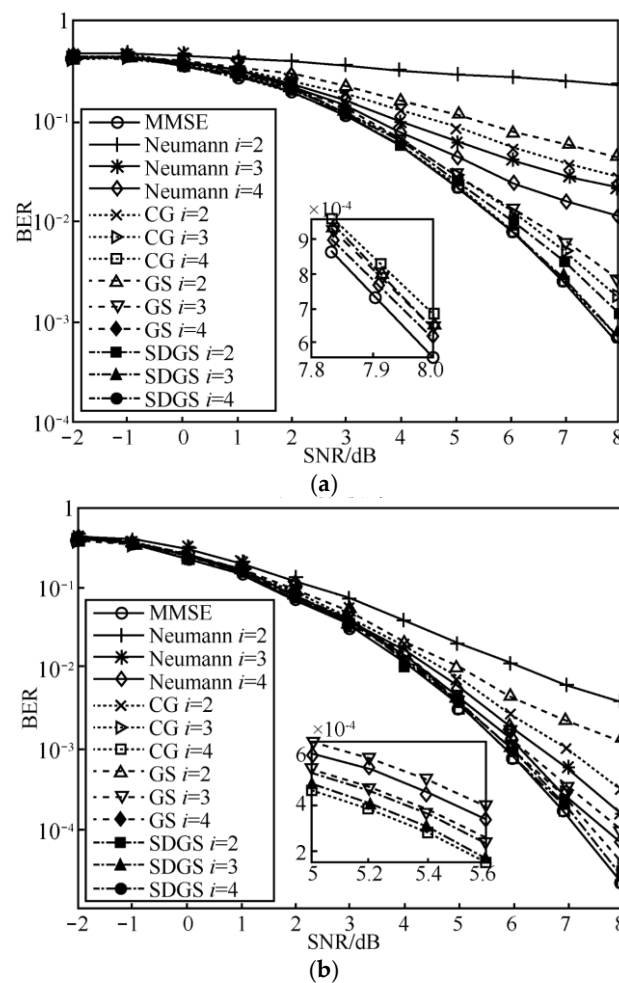 1
10⁻¹
10⁻²
10⁻³
10⁻⁴
BER
MMSE
Neumann i=2
Neumann i=3
Neumann i=4
CG i=2
CG i=3
CG i=4
GS i=2
GS i=3
GS i=4
SDGS i=2
SDGS i=3
SDGS i=4
×10⁻⁴
9
8
7
6
7.8 7.9 8.0
−2 −1 0 1 2 3 4 5 6 7 8
SNR/dB
(a)
1
10⁻¹
10⁻²
10⁻³
10⁻⁴
BER
MMSE
Neumann i=2
Neumann i=3
Neumann i=4
CG i=2
CG i=3
CG i=4
GS i=2
GS i=3
GS i=4
SDGS i=2
SDGS i=3
SDGS i=4
×10⁻⁴
6
4
2
5 5.2 5.4 5.6
−2 −1 0 1 2 3 4 5 6 7 8
SNR/dB
(b)